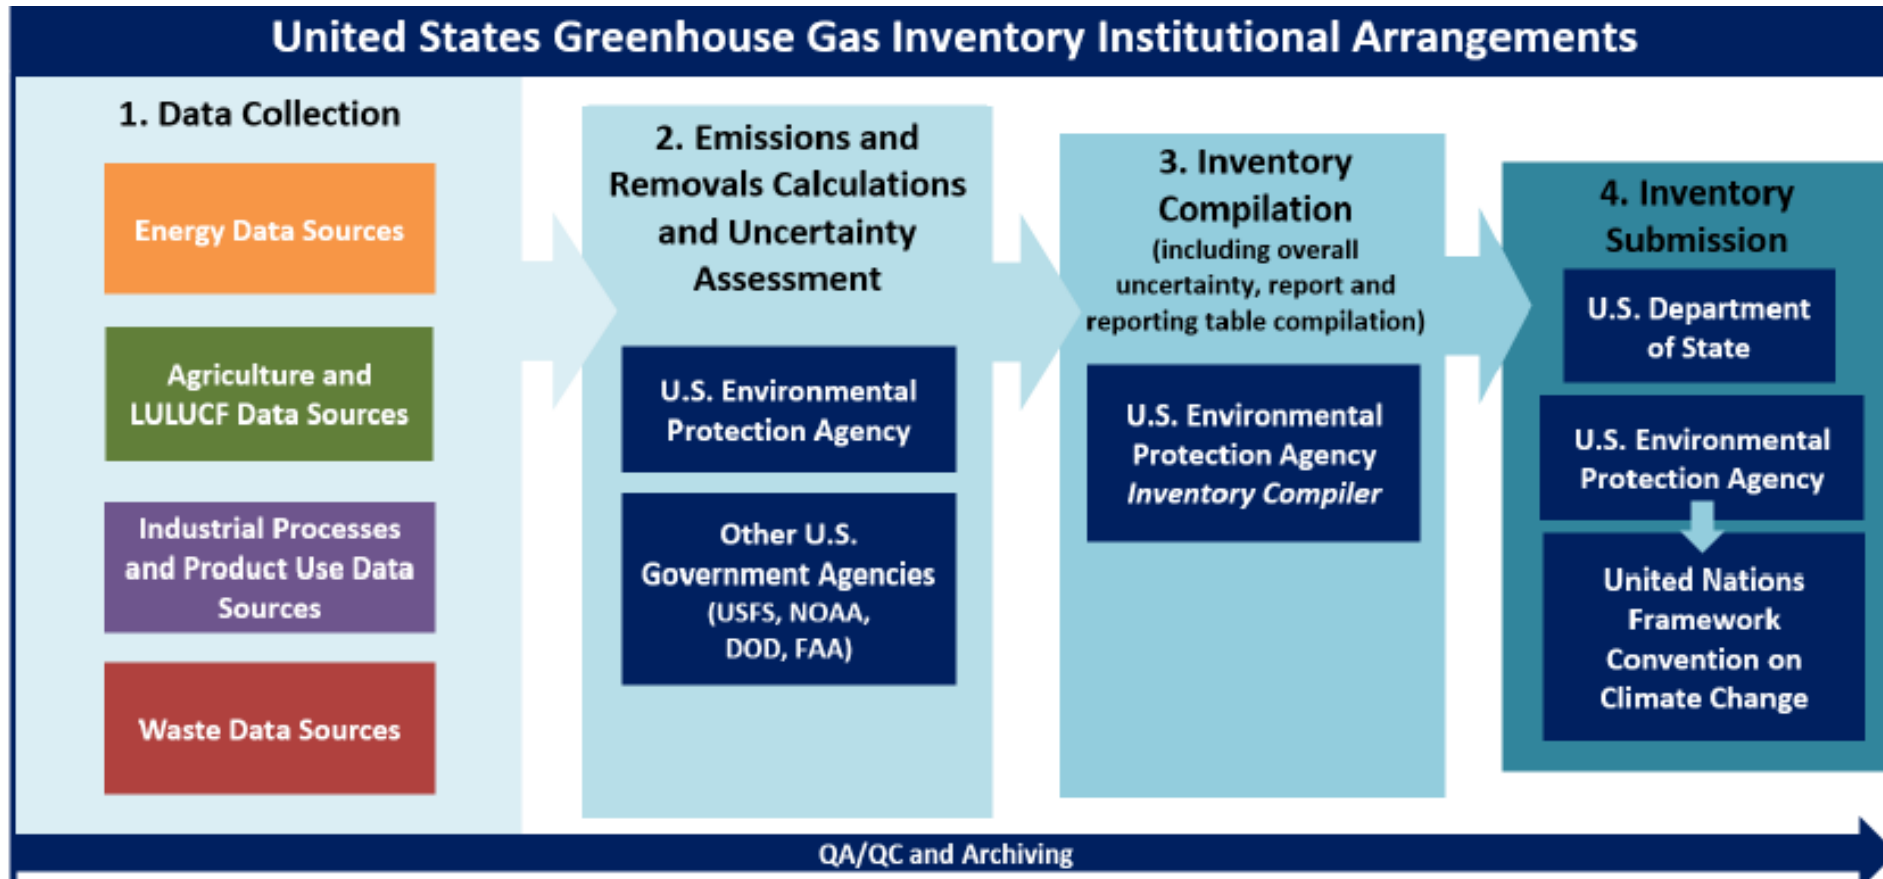 United States Greenhouse Gas Inventory Institutional Arrangements
1. Data Collection
Energy Data Sources
Agriculture and
LULUCF Data Sources
Industrial Processes
and Product Use Data
Sources
Waste Data Sources
2. Emissions and
Removals Calculations
and Uncertainty
Assessment
U.S. Environmental
Protection Agency
Other U.S.
Government Agencies
(USFS, NOAA,
DOD, FAA)
3. Inventory
Compilation
(including overall
uncertainty, report and
reporting table compilation)
U.S. Environmental
Protection Agency
Inventory Compiler
4. Inventory
Submission
U.S. Department
of State
U.S. Environmental
Protection Agency
United Nations
Framework
Convention on
Climate Change
QA/QC and Archiving